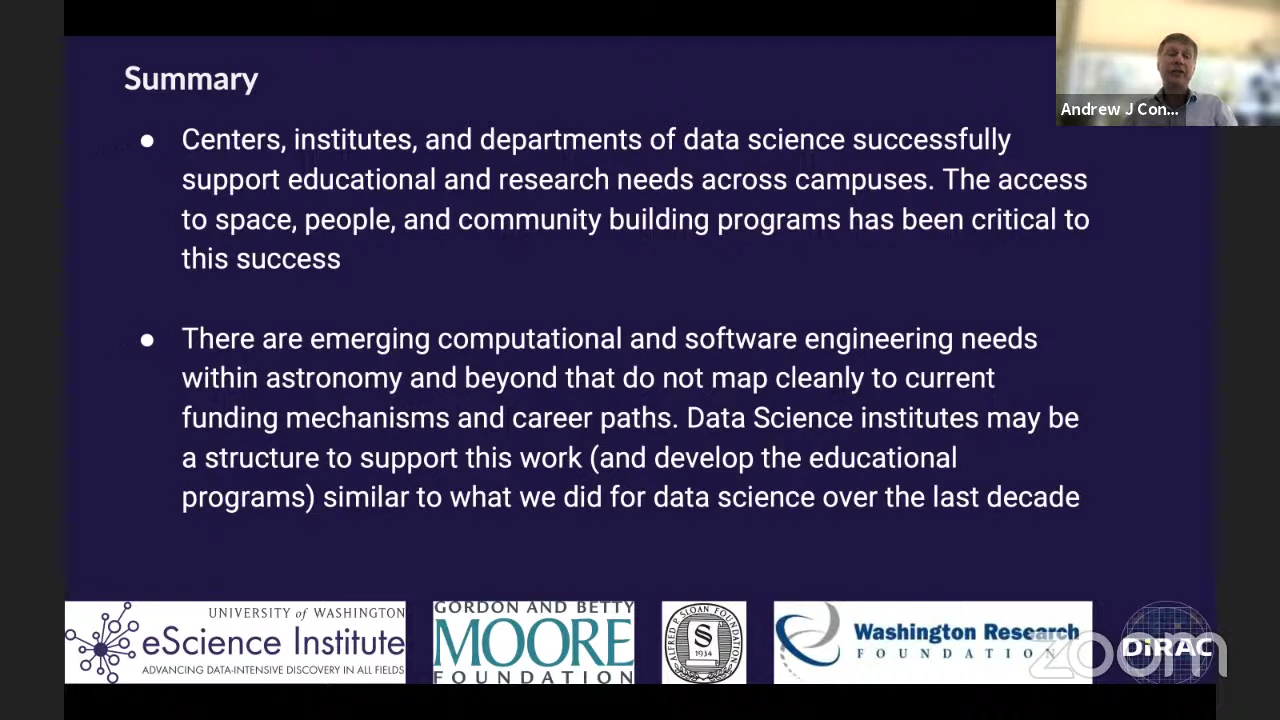 Summary
Andrew J Con...
● Centers, institutes, and departments of data science successfully
support educational and research needs across campuses. The access
to space, people, and community building programs has been critical to
this success
● There are emerging computational and software engineering needs
within astronomy and beyond that do not map cleanly to current
funding mechanisms and career paths. Data Science institutes may be
a structure to support this work (and develop the educational
programs) similar to what we did for data science over the last decade
UNIVERSITY of WASHINGTON
eScience Institute
ADVANCING DATA-INTENSIVE DISCOVERY IN ALL FIELDS
GORDON AND BETTY
MOORE
FOUNDATION
ALFRED P. SLOAN FOUNDATION
S
1934
Washington Research
FOUNDATION
DiRAC
zoom